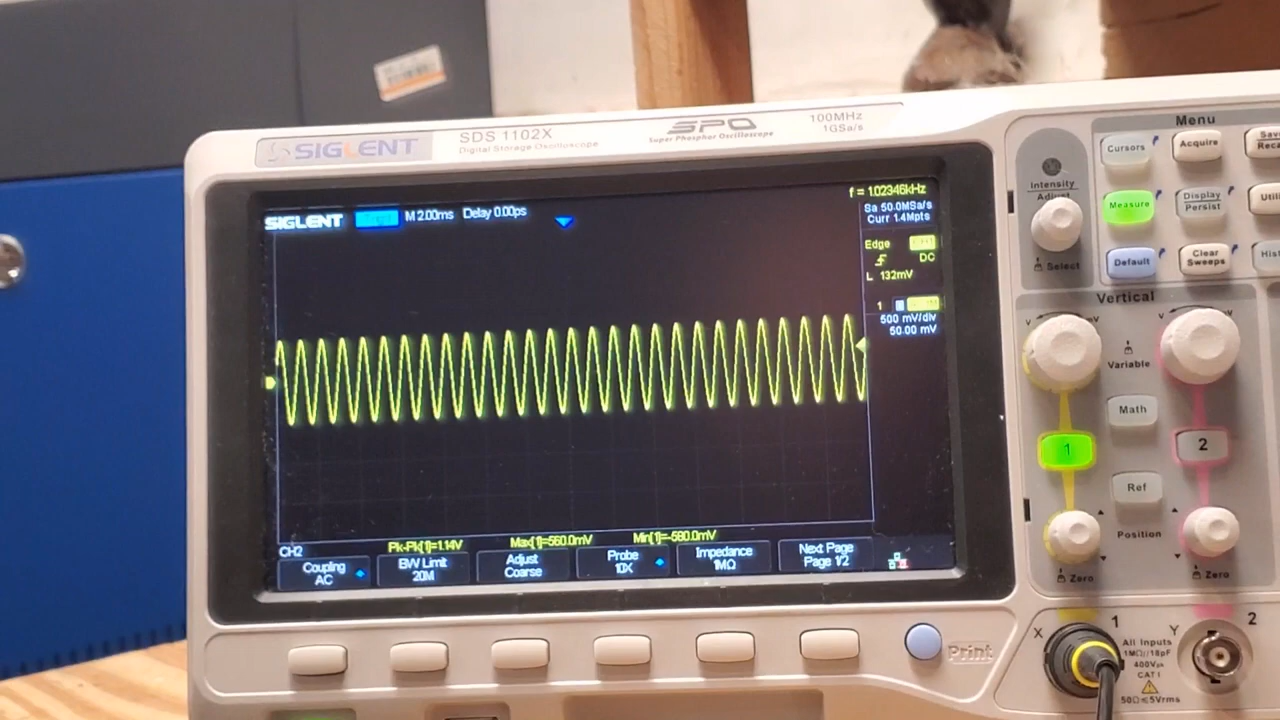 SIGLENT
SDS 1102X
Digital Storage Oscilloscope
SPO
Super Phosphor Oscilloscope
100MHz
1GSa/s
SIGLENT
M 2.00ms Delay 0.00ps
f = 1.02346kHz
Sa 50.0MSa/s
Curr 1.4Mpts
Edge
DC
L 132mV
1
500 mV/div
50.00 mV
CH2
Pk-Pk[1]=1.14V
Max[1]=560.0mV
Min[1]=-580.0mV
Coupling
AC
BW Limit
20M
Adjust
Coarse
Probe
10X
Impedance
1MΩ
Next Page
Page 1/2
Print
Intensity
Adjust
Select
Menu
Cursors
Acquire
Measure
Display
Persist
Default
Clear
Sweeps
Vertical
V
mV
V
mV
Variable
Math
1
2
Ref
Position
Zero
Zero
X
1
Y
2
All Inputs
1MΩ//18pF
400Vpk
CAT I
50Ω≤5Vrms